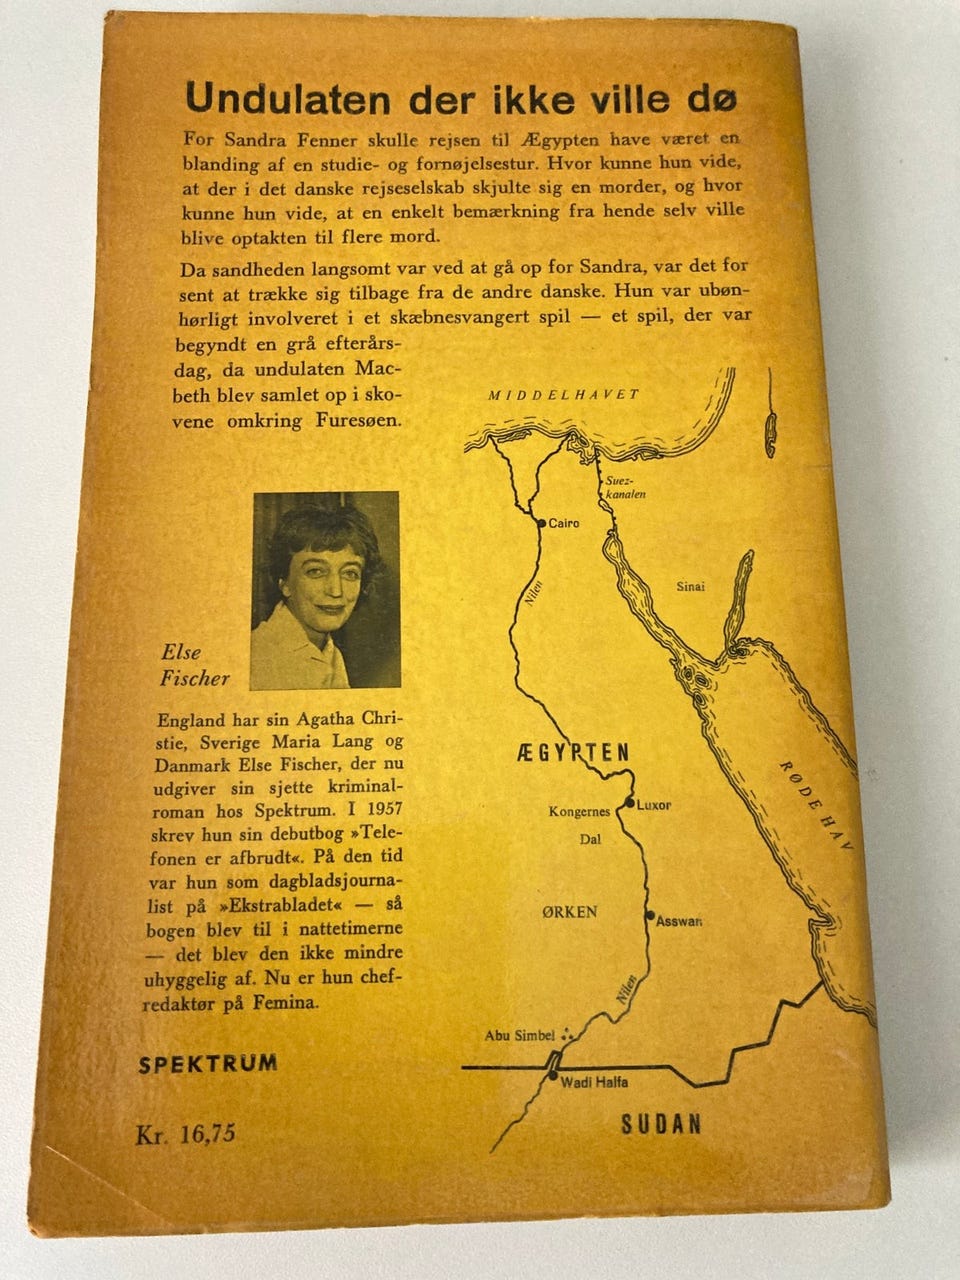 Undulaten der ikke ville dø
For Sandra Fenner skulle rejsen til Ægypten have været en
blanding af en studie- og fornøjelsestur. Hvor kunne hun vide,
at der i det danske rejseselskab skjulte sig en morder, og hvor
kunne hun vide, at en enkelt bemærkning fra hende selv ville
blive optakten til flere mord.
Da sandheden langsomt var ved at gå op for Sandra, var det for
sent at trække sig tilbage fra de andre danske. Hun var ubøn-
hørligt involveret i et skæbnesvangert spil — et spil, der var
begyndt en grå efterårs-
dag, da undulaten Mac-
beth blev samlet op i sko-
vene omkring Furesøen.
Else
Fischer
England har sin Agatha Chri-
stie, Sverige Maria Lang og
Danmark Else Fischer, der nu
udgiver sin sjette kriminal-
roman hos Spektrum. I 1957
skrev hun sin debutbog »Tele-
fonen er afbrudt«. På den tid
var hun som dagbladsjourna-
list på »Ekstrabladet« — så
bogen blev til i nattetimerne
— det blev den ikke mindre
uhyggelig af. Nu er hun chef-
redaktør på Femina.
SPEKTRUM
Kr. 16,75
MIDDELHAVET
Suez-
kanalen
Cairo
Nilen
Sinai
ÆGYPTEN
RØDE HAV
Luxor
Kongernes
Dal
ØRKEN
Asswan
Nilen
Abu Simbel
Wadi Halfa
SUDAN